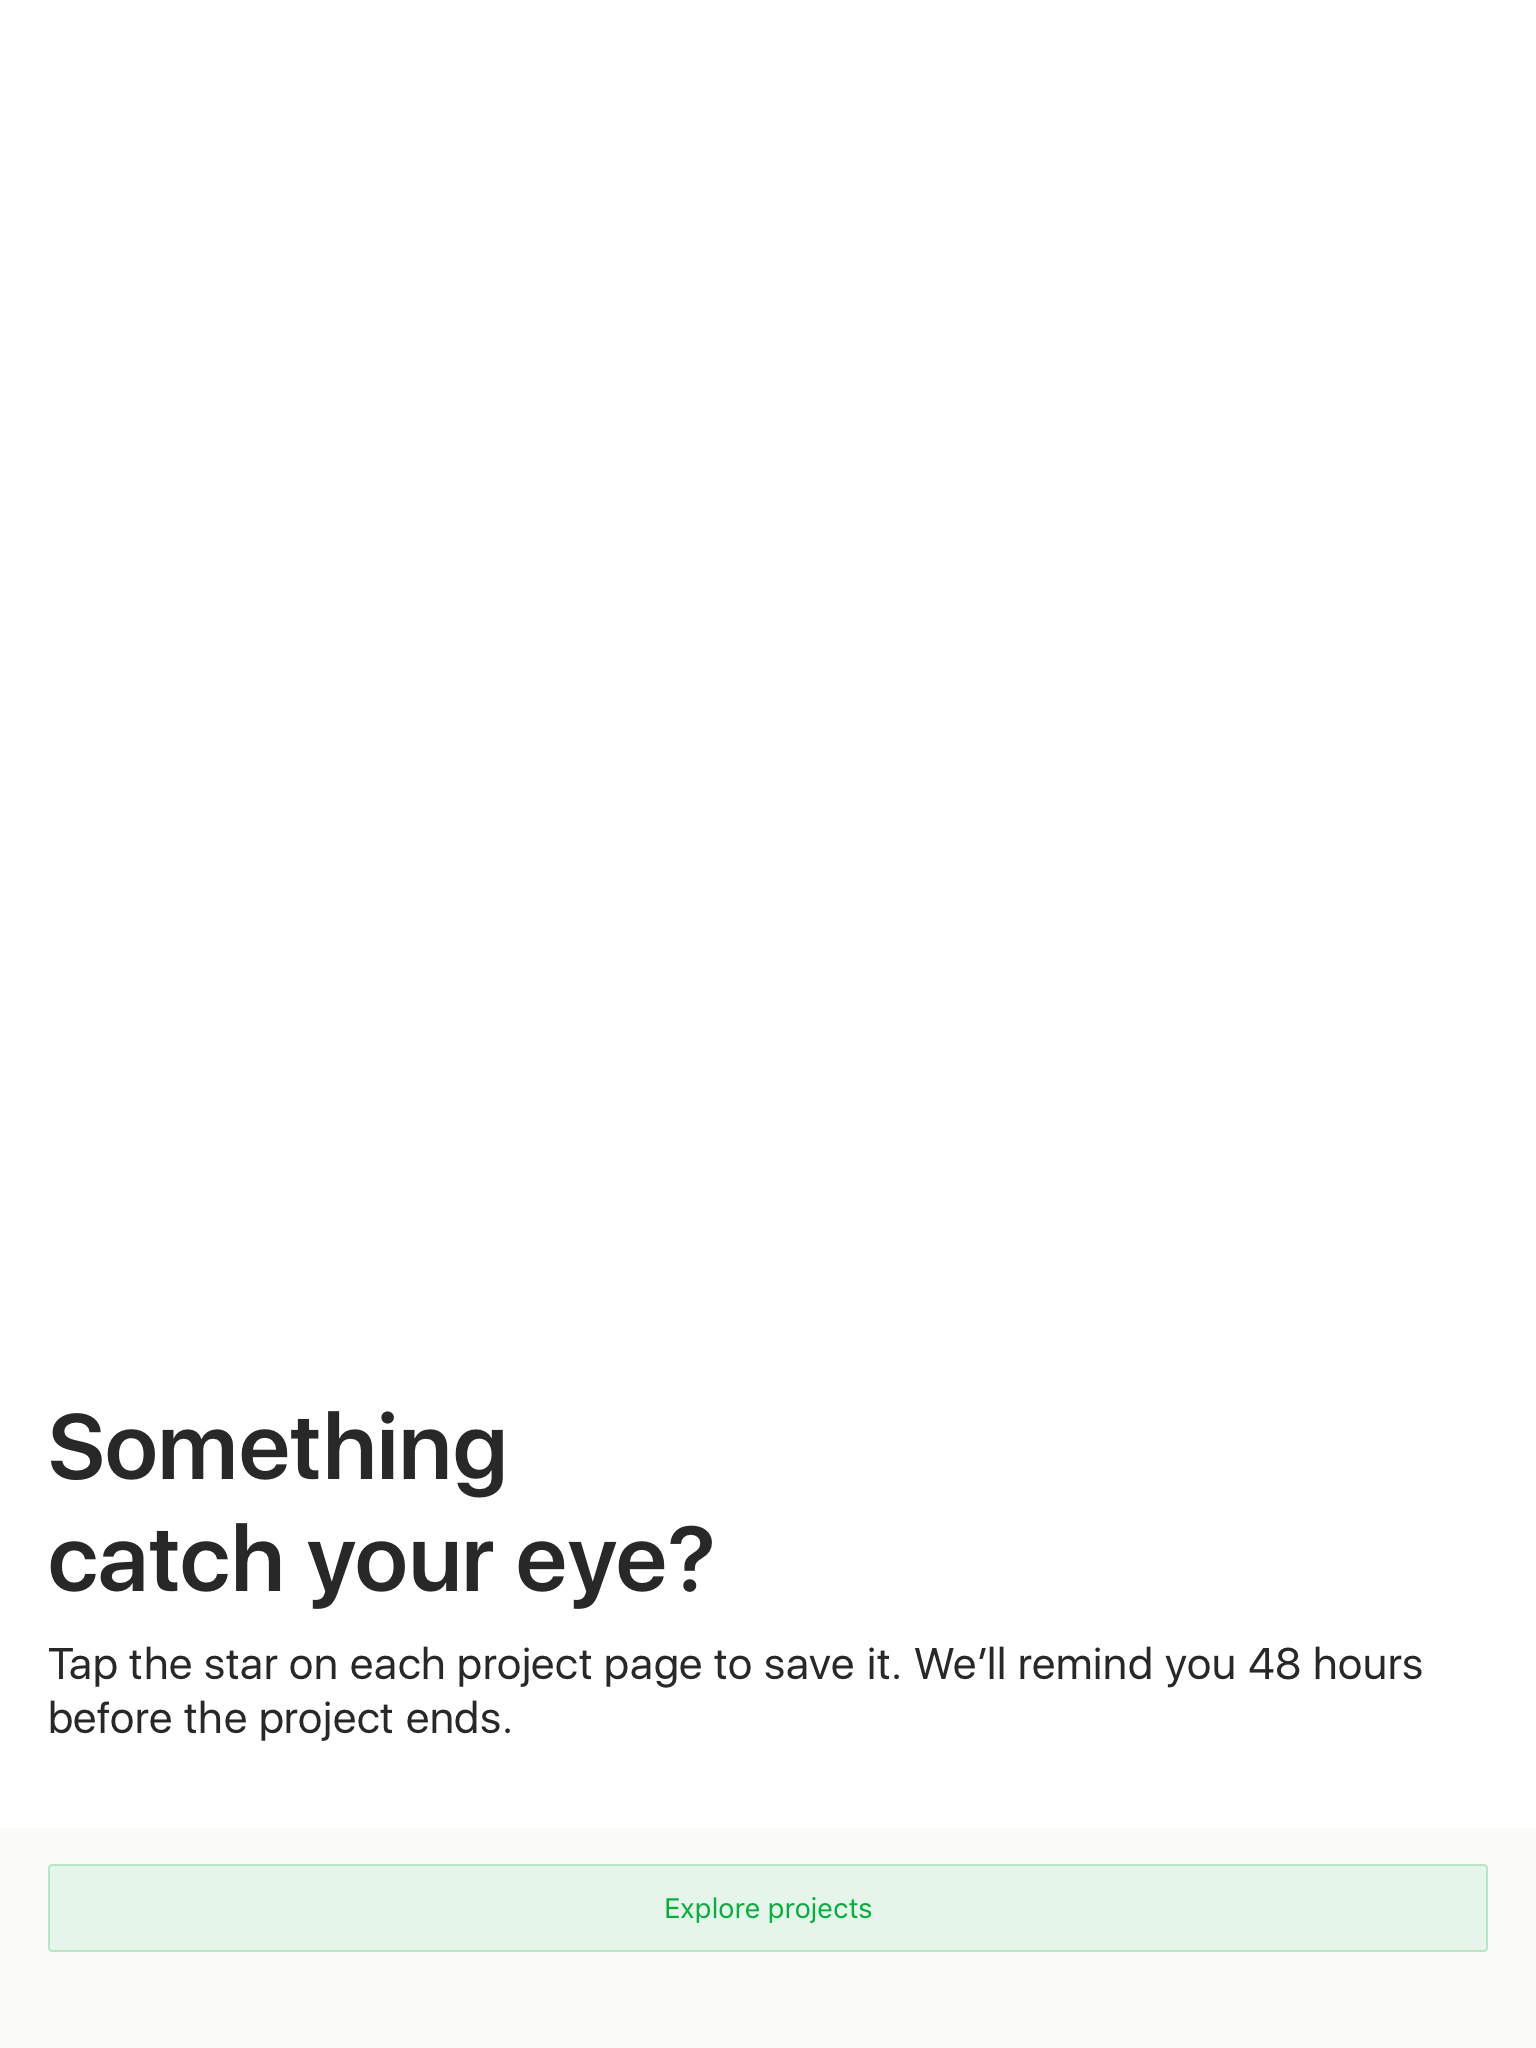 Something
catch your eye?
Tap the star on each project page to save it. We’ll remind you 48 hours
before the project ends.
Explore projects